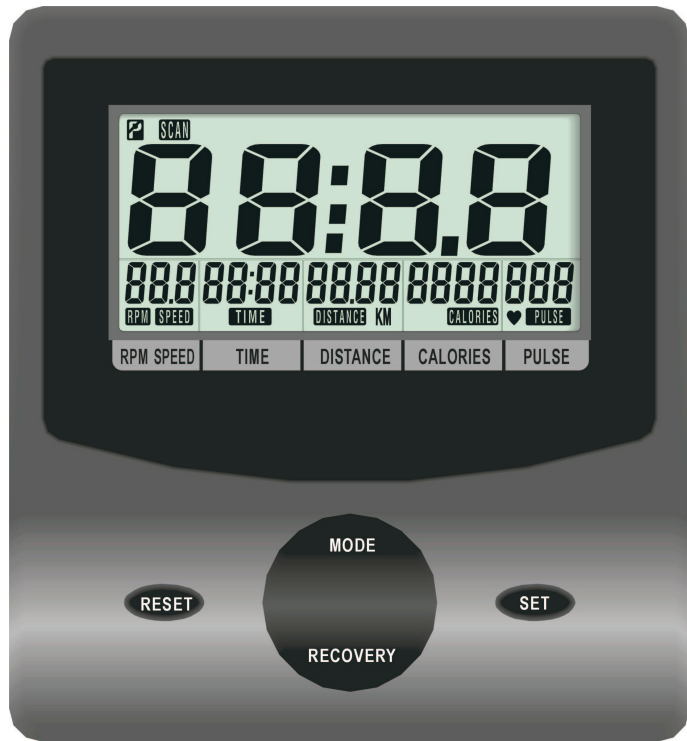 P SCAN
88:8.8
88.8 88:88 88.88 8888 888
RPM SPEED TIME DISTANCE KM CALORIES PULSE
RPM SPEED TIME DISTANCE CALORIES PULSE
MODE
RESET SET
RECOVERY